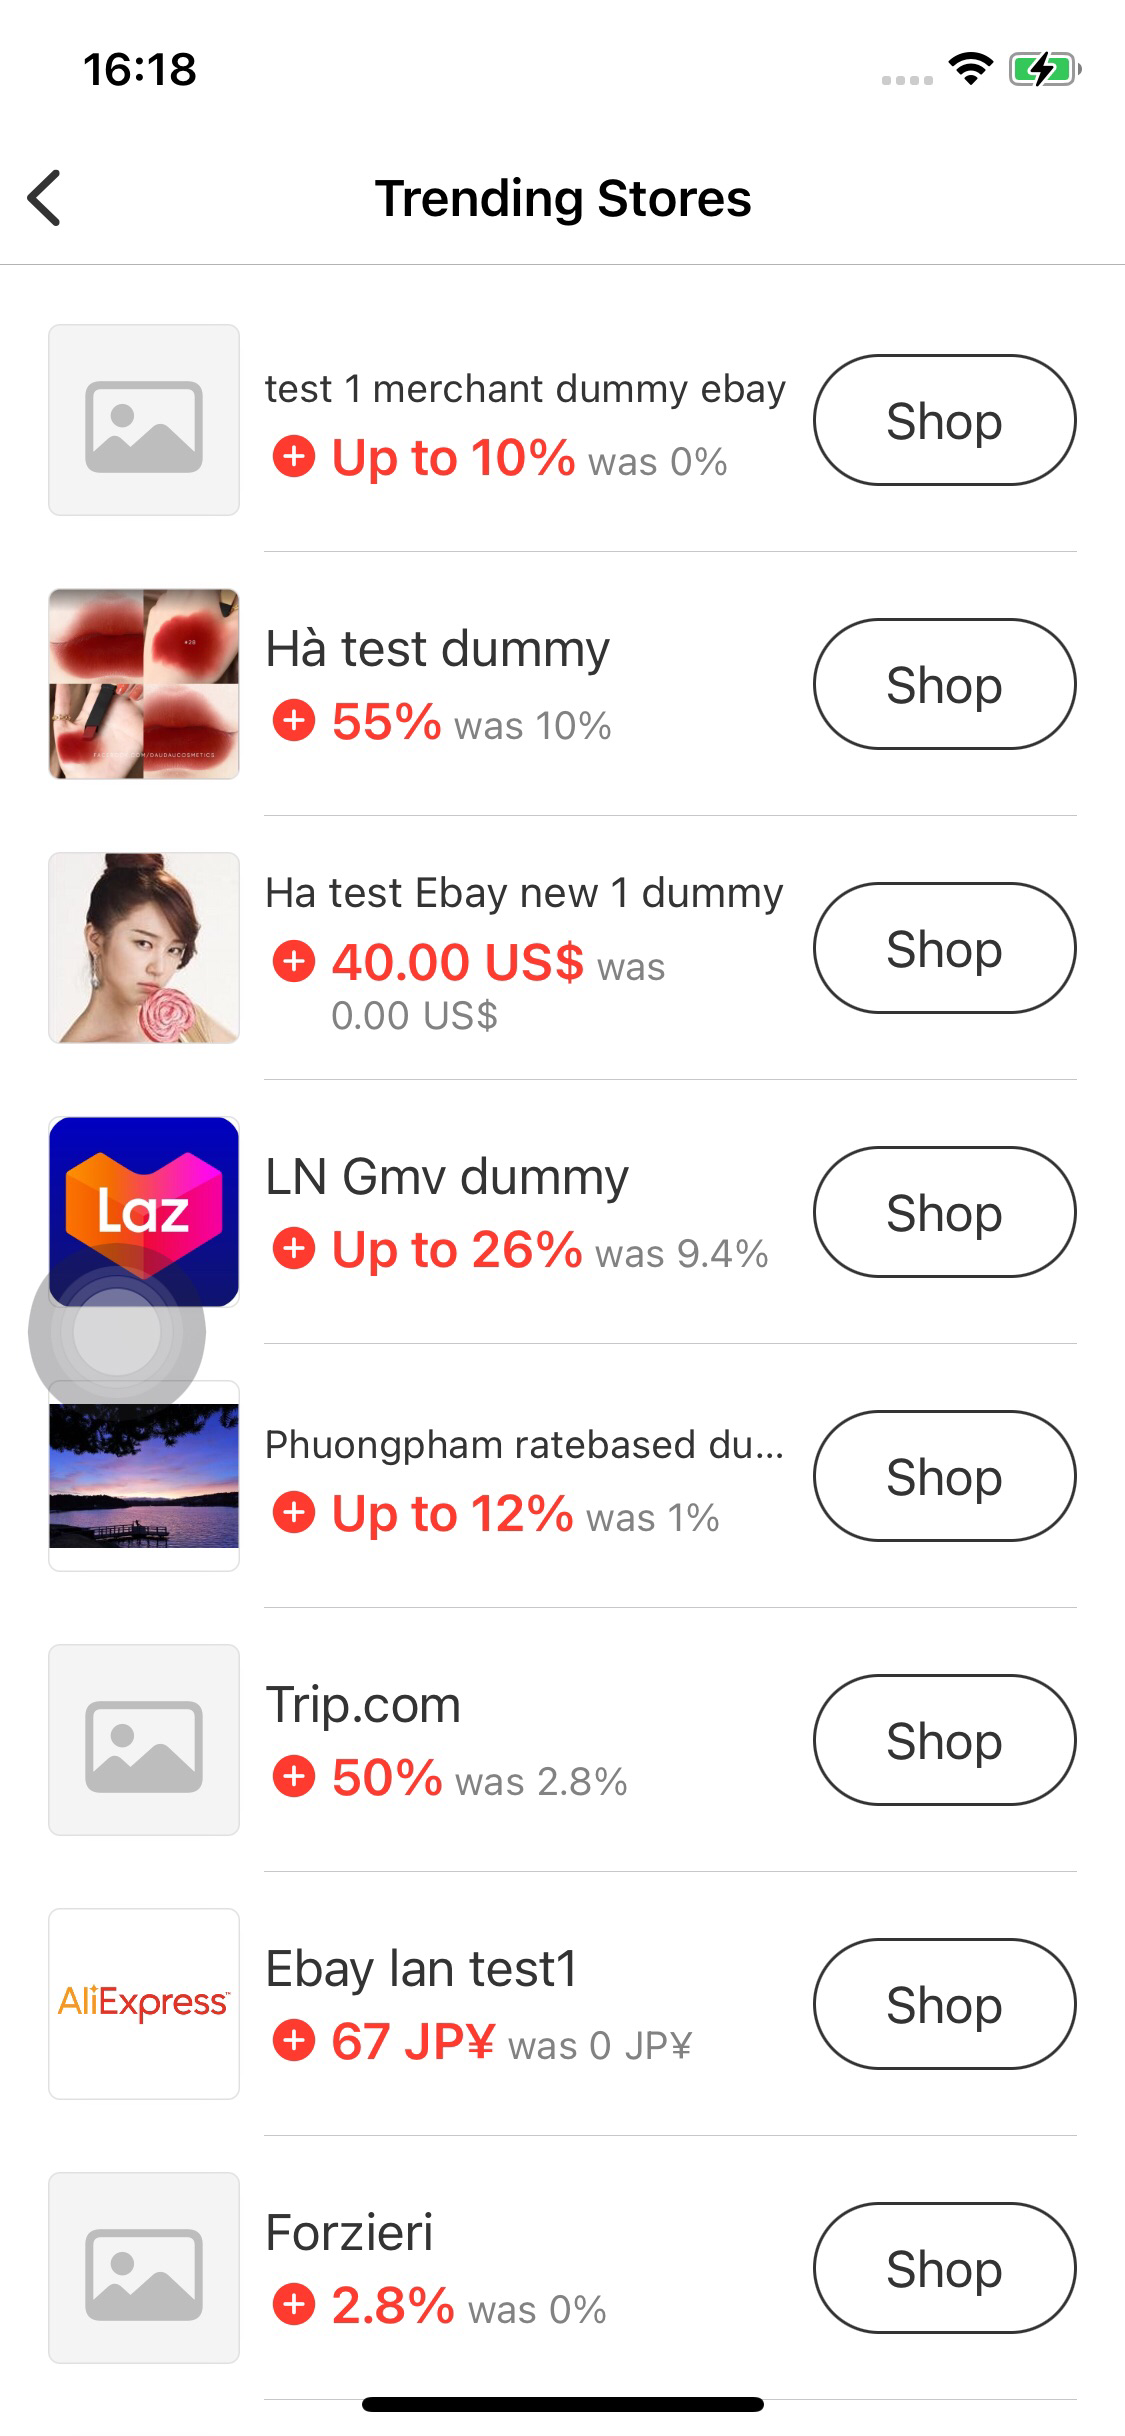 16:18
Trending Stores
test 1 merchant dummy ebay
Up to 10% was 0%
Shop
#28
Hà test dummy
55% was 10%
Shop
Ha test Ebay new 1 dummy
40.00 US$ was
0.00 US$
Shop
Laz
LN Gmv dummy
Up to 26% was 9.4%
Shop
Phuongpham ratebased du...
Up to 12% was 1%
Shop
Trip.com
50% was 2.8%
Shop
AliExpress™
Ebay lan test1
67 JP¥ was 0 JP¥
Shop
Forzieri
2.8% was 0%
Shop